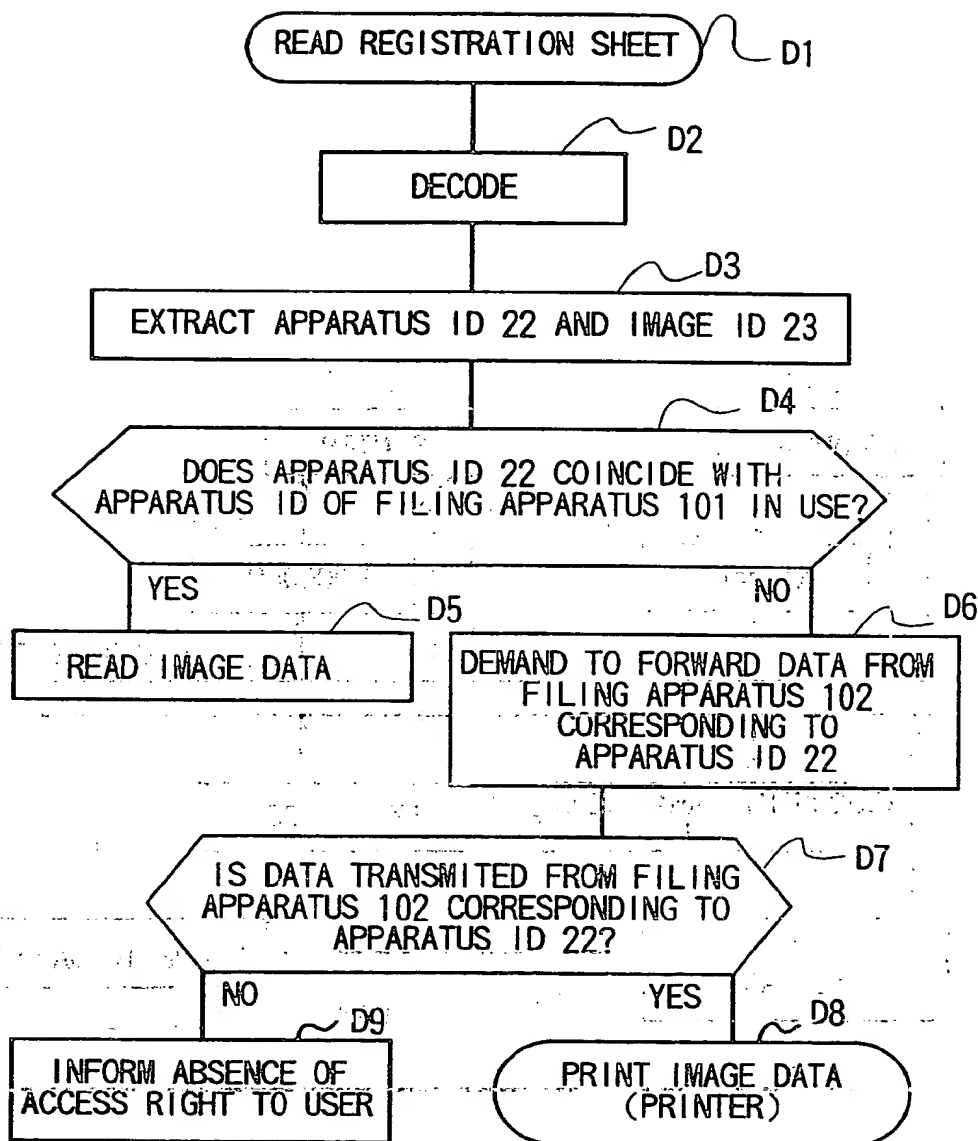 READ REGISTRATION SHEET
D1
D2
DECODE
D3
EXTRACT APPARATUS ID 22 AND IMAGE ID 23
D4
DOES APPARATUS ID 22 COINCIDE WITH
APPARATUS ID OF FILING APPARATUS 101 IN USE?
YES
NO
D5
D6
READ IMAGE DATA
DEMAND TO FORWARD DATA FROM
FILING APPARATUS 102
CORRESPONDING TO
APPARATUS ID 22
D7
IS DATA TRANSMITTED FROM FILING
APPARATUS 102 CORRESPONDING TO
APPARATUS ID 22?
NO
YES
D9
D8
INFORM ABSENCE OF
ACCESS RIGHT TO USER
PRINT IMAGE DATA
(PRINTER)